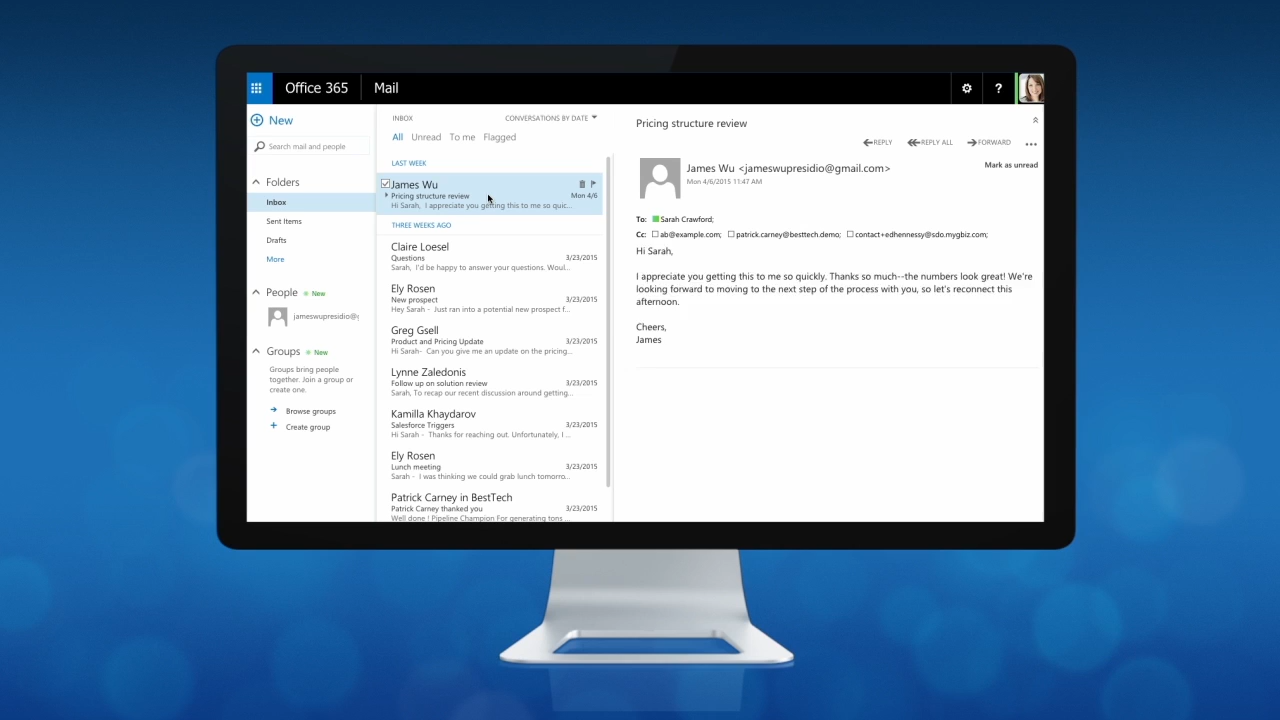 Office 365
Mail
?
New
Search mail and people
Folders
Inbox
Sent Items
Drafts
More
People
New
jameswupresidio@g
Groups
New
Groups bring people
together. Join a group or
create one.
Browse groups
Create group
INBOX
CONVERSATIONS BY DATE
All Unread To me Flagged
LAST WEEK
James Wu
Pricing structure review Mon 4/6
Hi Sarah, I appreciate you getting this to me so quic...
THREE WEEKS AGO
Claire Loesel
Questions 3/23/2015
Sarah, I'd be happy to answer your questions. Woul...
Ely Rosen
New prospect 3/23/2015
Hey Sarah - Just ran into a potential new prospect f...
Greg Gsell
Product and Pricing Update 3/23/2015
Hi Sarah- Can you give me an update on the pricing...
Lynne Zaledonis
Follow up on solution review 3/23/2015
Sarah, To recap our recent discussion around getting...
Kamilla Khaydarov
Salesforce Triggers 3/23/2015
Hi Sarah - Thanks for reaching out. Unfortunately, I ...
Ely Rosen
Lunch meeting 3/23/2015
Sarah - I was thinking we could grab lunch tomorro...
Patrick Carney in BestTech
Patrick Carney thanked you 3/23/2015
Well done ! Pipeline Champion For generating tons ...
Pricing structure review
REPLY REPLY ALL FORWARD ...
James Wu <jameswupresidio@gmail.com>
Mark as unread
Mon 4/6/2015 11:47 AM
To: Sarah Crawford;
Cc: ab@example.com; patrick.carney@besttech.demo; contact+edhennessy@sdo.mygbiz.com;
Hi Sarah,
I appreciate you getting this to me so quickly. Thanks so much--the numbers look great! We're
looking forward to moving to the next step of the process with you, so let's reconnect this
afternoon.
Cheers,
James